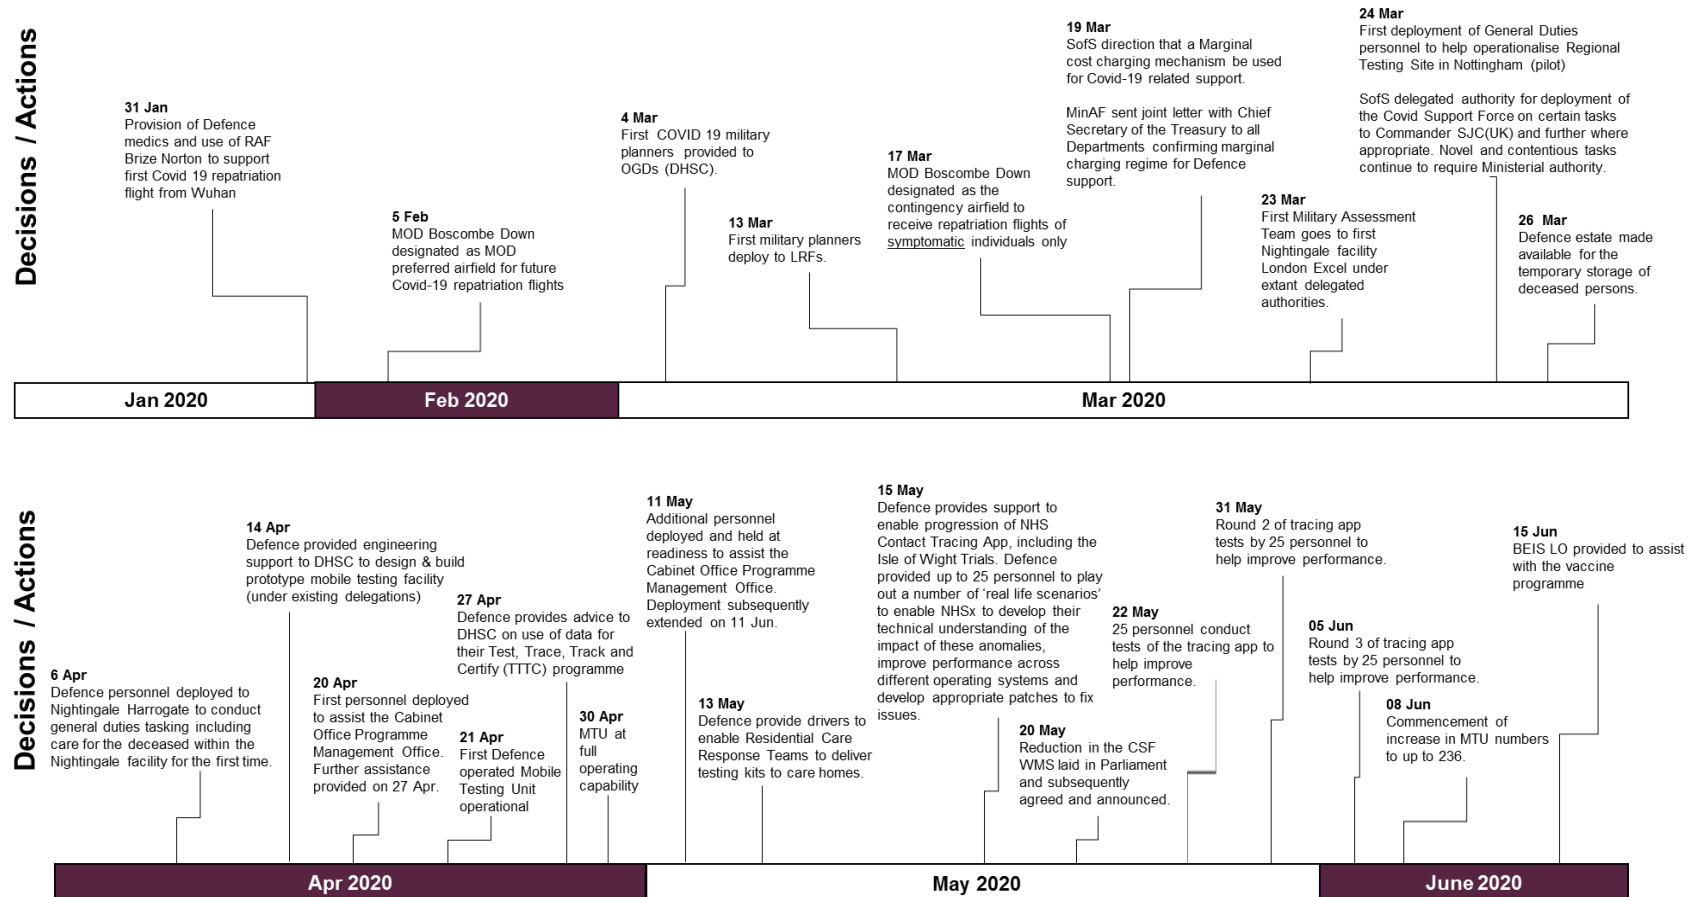 Decisions / Actions
31 Jan
Provision of Defence
medics and use of RAF
Brize Norton to support
first Covid 19 repatriation
flight from Wuhan
5 Feb
MOD Boscombe Down
designated as MOD
preferred airfield for future
Covid-19 repatriation flights
4 Mar
First COVID 19 military
planners provided to
OGDs (DHSC).
13 Mar
First military planners
deploy to LRFs.
17 Mar
MOD Boscombe Down
designated as the
contingency airfield to
receive repatriation flights of
symptomatic individuals only
19 Mar
SofS direction that a Marginal
cost charging mechanism be used
for Covid-19 related support.
MinAF sent joint letter with Chief
Secretary of the Treasury to all
Departments confirming marginal
charging regime for Defence
support.
23 Mar
First Military Assessment
Team goes to first
Nightingale facility
London Excel under
extant delegated
authorities.
24 Mar
First deployment of General Duties
personnel to help operationalise Regional
Testing Site in Nottingham (pilot)
SofS delegated authority for deployment of
the Covid Support Force on certain tasks
to Commander SJC(UK) and further where
appropriate. Novel and contentious tasks
continue to require Ministerial authority.
26 Mar
Defence estate made
available for the
temporary storage of
deceased persons.
Jan 2020
Feb 2020
Mar 2020
Decisions / Actions
6 Apr
Defence personnel deployed to
Nightingale Harrogate to conduct
general duties tasking including
care for the deceased within the
Nightingale facility for the first time.
14 Apr
Defence provided engineering
support to DHSC to design & build
prototype mobile testing facility
(under existing delegations)
20 Apr
First personnel deployed
to assist the Cabinet
Office Programme
Management Office.
Further assistance
provided on 27 Apr.
21 Apr
First Defence
operated Mobile
Testing Unit
operational
27 Apr
Defence provides advice to
DHSC on use of data for
their Test, Trace, Track and
Certify (TTTC) programme
30 Apr
MTU at
full
operating
capability
11 May
Additional personnel
deployed and held at
readiness to assist the
Cabinet Office Programme
Management Office.
Deployment subsequently
extended on 11 Jun.
13 May
Defence provide drivers to
enable Residential Care
Response Teams to deliver
testing kits to care homes.
15 May
Defence provides support to
enable progression of NHS
Contact Tracing App, including the
Isle of Wight Trials. Defence
provided up to 25 personnel to play
out a number of ‘real life scenarios’
to enable NHSx to develop their
technical understanding of the
impact of these anomalies,
improve performance across
different operating systems and
develop appropriate patches to fix
issues.
20 May
Reduction in the CSF
WMS laid in Parliament
and subsequently
agreed and announced.
22 May
25 personnel conduct
tests of the tracing app to
help improve
performance.
31 May
Round 2 of tracing app
tests by 25 personnel to
help improve performance.
05 Jun
Round 3 of tracing app
tests by 25 personnel to
help improve performance.
08 Jun
Commencement of
increase in MTU numbers
to up to 236.
15 Jun
BEIS LO provided to assist
with the vaccine
programme
Apr 2020
May 2020
June 2020